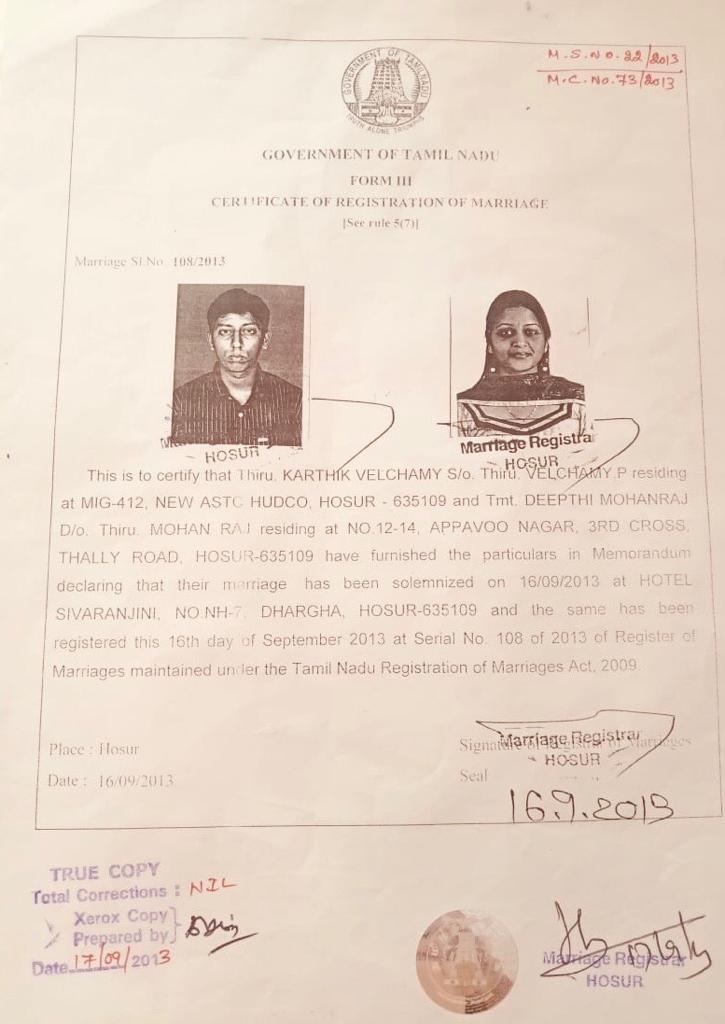 M.S.NO.22/2013
M.C.NO.73/2013
GOVERNMENT OF TAMILNADU
TRUTH ALONE TRIUMPHS
GOVERNMENT OF TAMIL NADU
FORM III
CERTIFICATE OF REGISTRATION OF MARRIAGE
[See rule 5(7)]
Marriage Sl.No. 108/2013
HOSUR
Marriage Registrar
HOSUR
This is to certify that Thiru. KARTHIK VELCHAMY S/o. Thiru. VELCHAMY.P residing
at MIG-412, NEW ASTC HUDCO, HOSUR - 635109 and Tmt. DEEPTHI MOHANRAJ
D/o. Thiru. MOHAN RAJ residing at NO.12-14, APPAVOO NAGAR, 3RD CROSS,
THALLY ROAD, HOSUR-635109 have furnished the particulars in Memorandum
declaring that their marriage has been solemnized on 16/09/2013 at HOTEL
SIVARANJINI, NO.NH-7, DHARGHA, HOSUR-635109 and the same has been
registered this 16th day of September 2013 at Serial No. 108 of 2013 of Register of
Marriages maintained under the Tamil Nadu Registration of Marriages Act, 2009.
Place : Hosur
Date : 16/09/2013
Signature of Registrar of Marriages
Marriage Registrar
HOSUR
Seal
16.9.2013
TRUE COPY
Total Corrections : NIL
Xerox Copy
Prepared by
Date 17/09/2013
Marriage Registrar
HOSUR